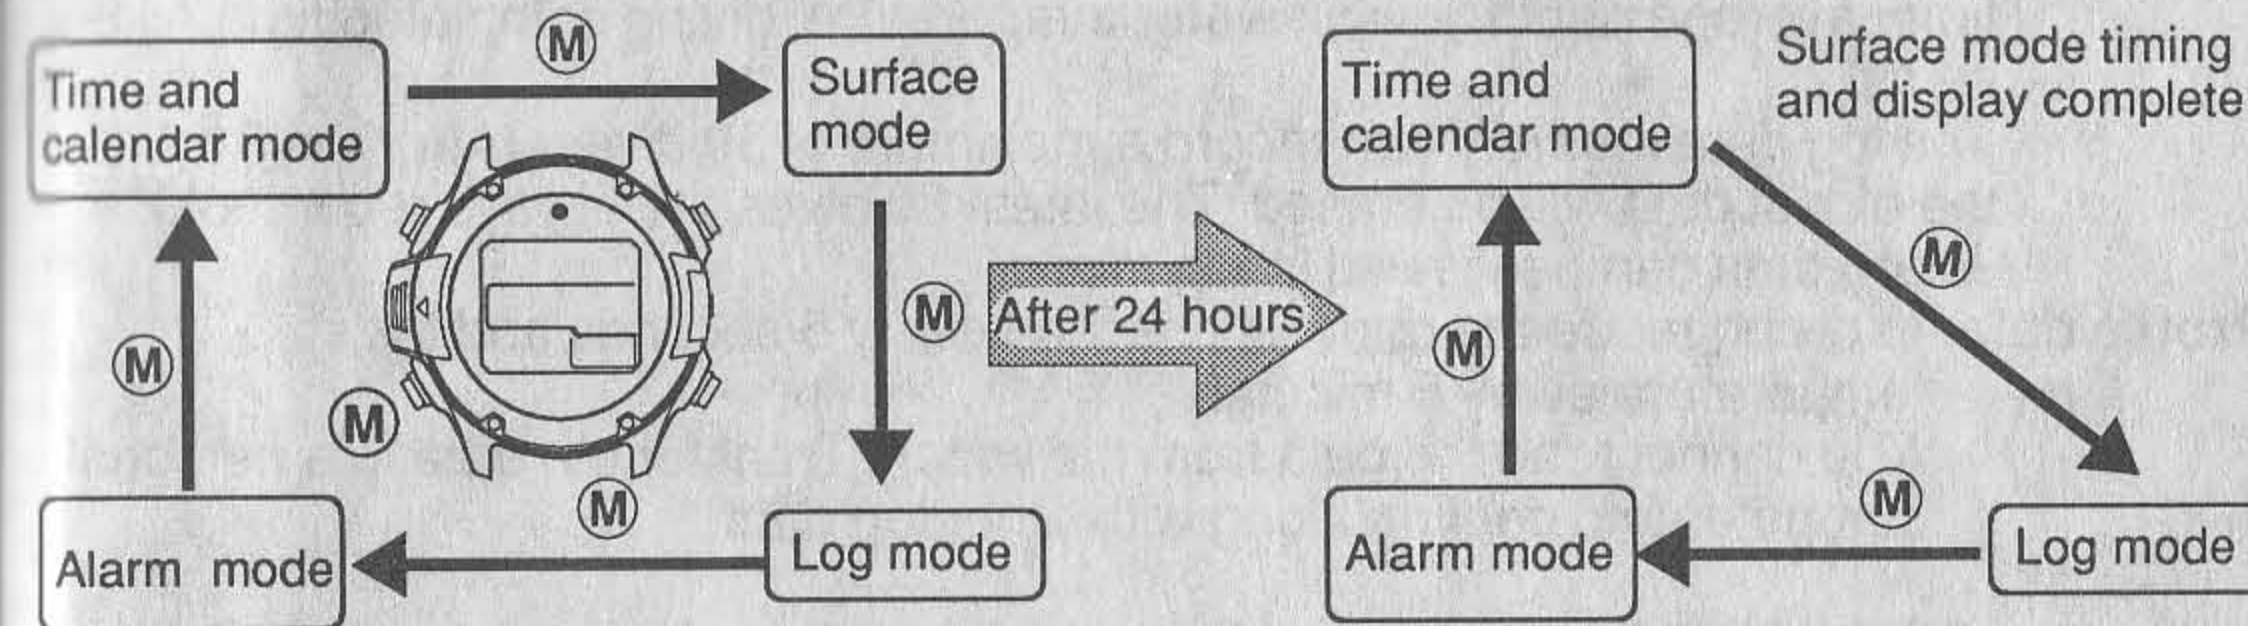 M
Time and
calendar mode
Surface
mode
M
M
M
Alarm mode
M
Log mode
After 24 hours
Time and
calendar mode
Surface mode timing
and display complete
M
M
M
Alarm mode
Log mode